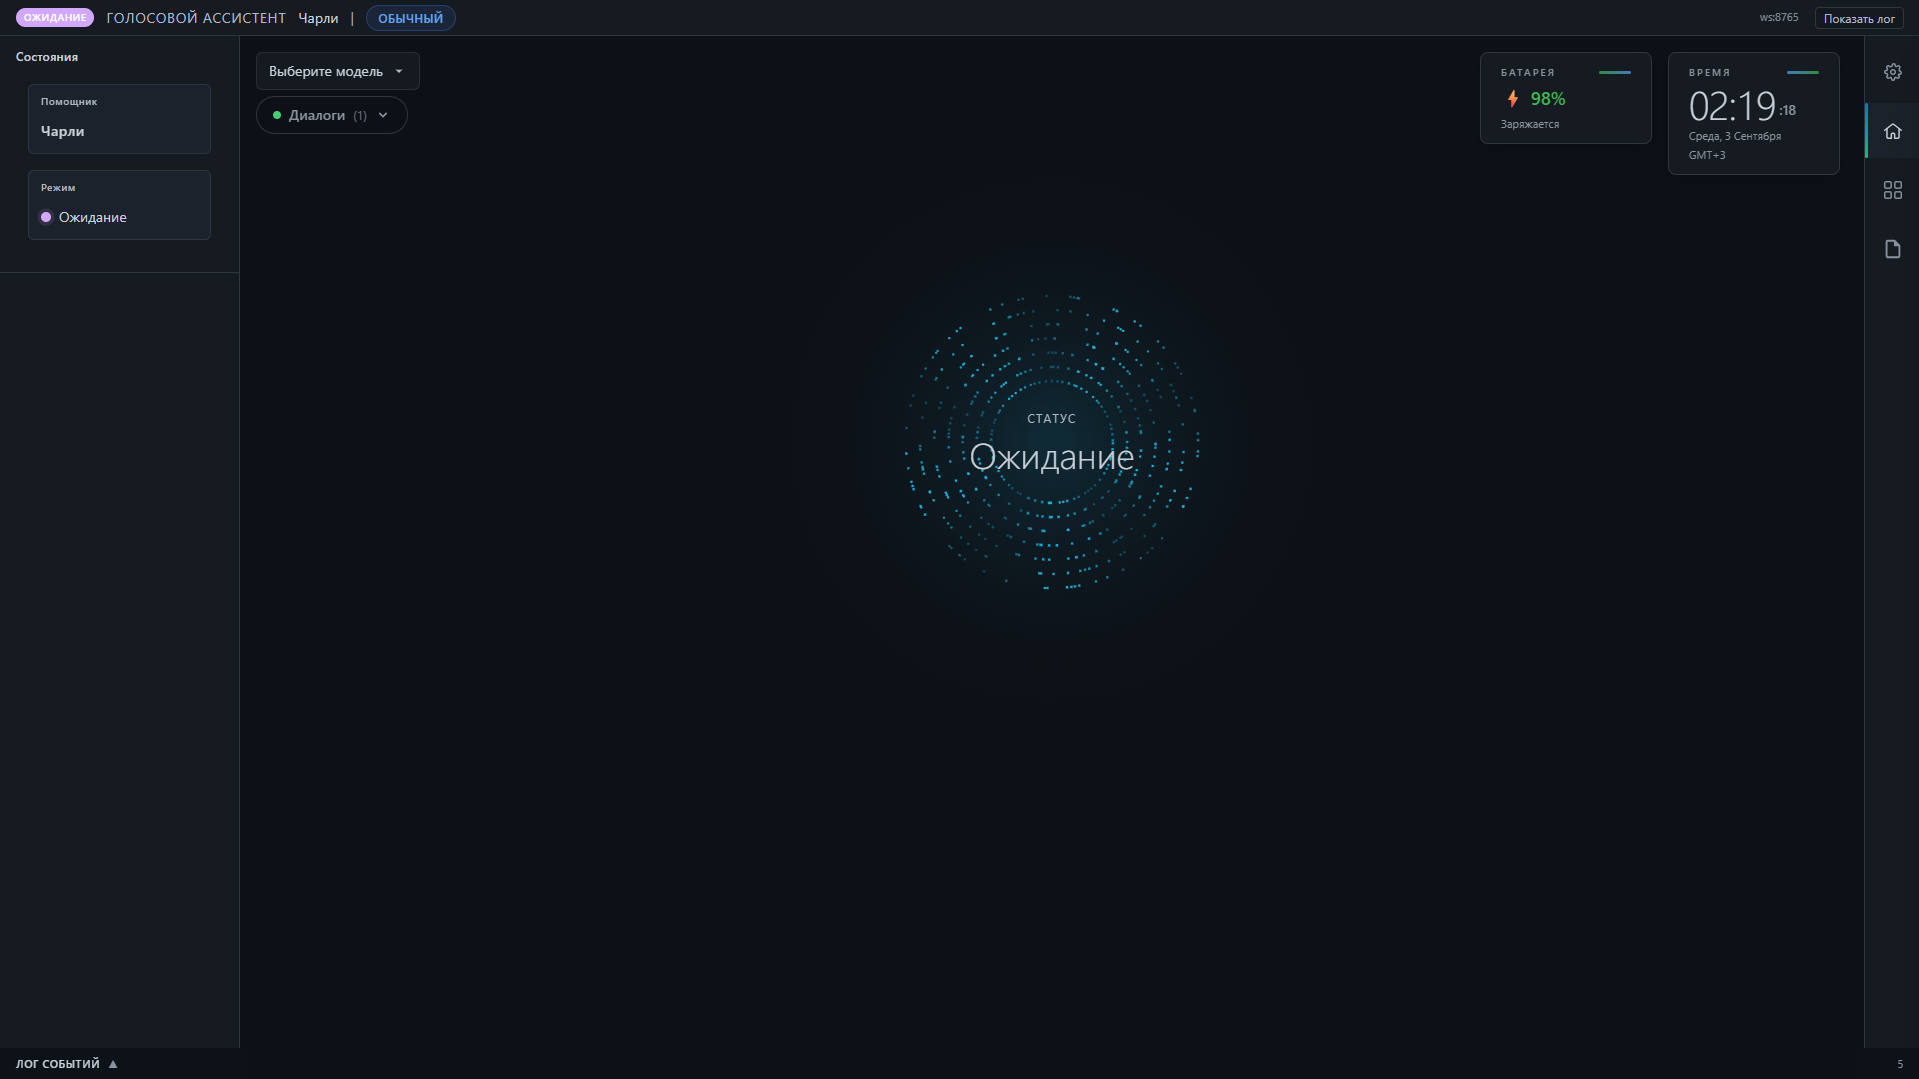 ОЖИДАНИЕ ГОЛОСОВОЙ АССИСТЕНТ Чарли | ОБЫЧНЫЙ ws:8765 Показать лог
Состояния
Помощник
Чарли
Режим
Ожидание
Выберите модель
Диалоги (1)
БАТАРЕЯ
98%
Заряжается
ВРЕМЯ
02:19:18
Среда, 3 Сентября
GMT+3
СТАТУС
Ожидание
ЛОГ СОБЫТИЙ ▲ 5